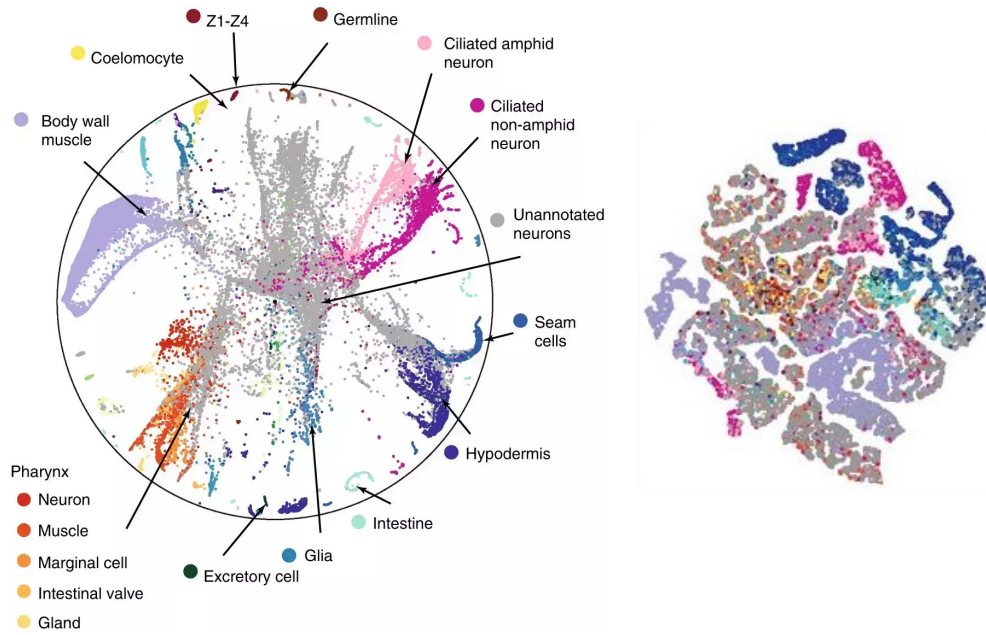 Z1-Z4
Germline
Coelomocyte
Ciliated amphid
neuron
Body wall
muscle
Ciliated
non-amphid
neuron
Unannotated
neurons
Seam
cells
Hypodermis
Pharynx
Neuron
Muscle
Marginal cell
Intestinal valve
Gland
Intestine
Glia
Excretory cell